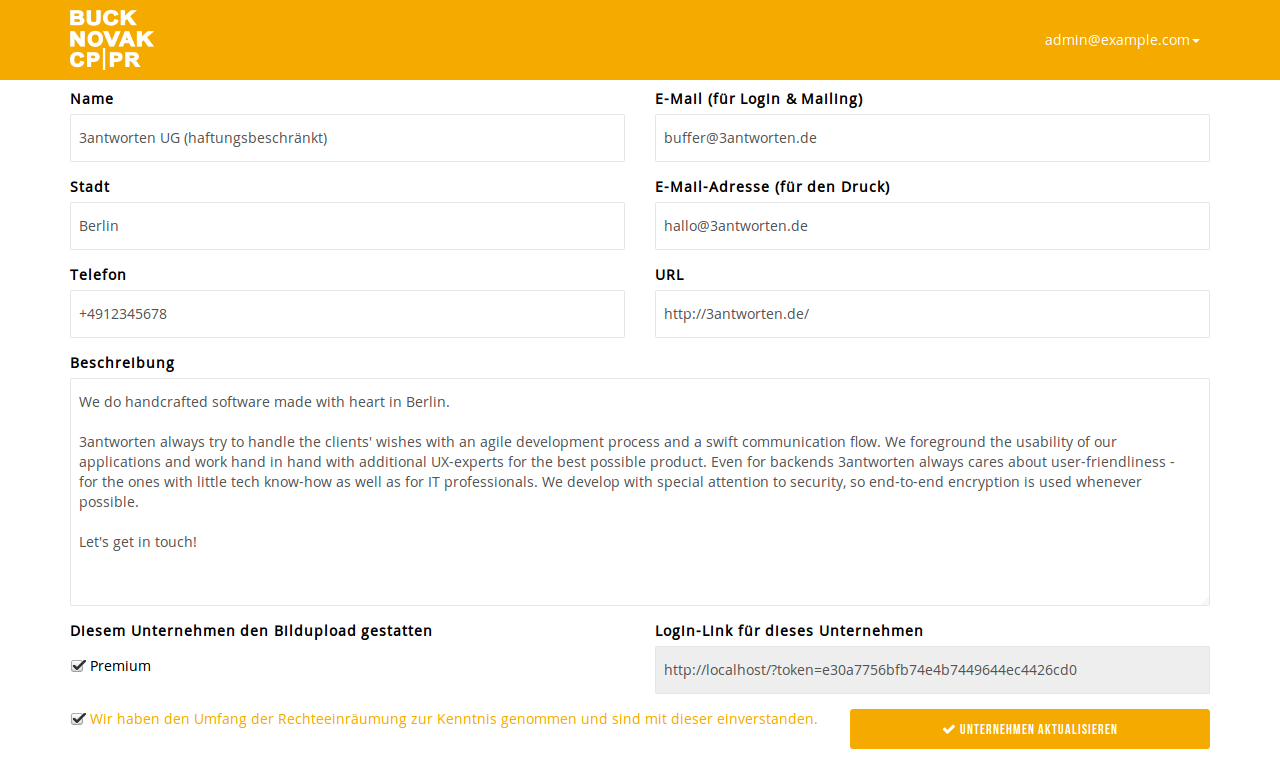 BUCK
NOVAK
CP|PR
admin@example.com
Name
3antworten UG (haftungsbeschränkt)
E-Mail (für Login & Mailing)
buffer@3antworten.de
Stadt
Berlin
E-Mail-Adresse (für den Druck)
hallo@3antworten.de
Telefon
+4912345678
URL
http://3antworten.de/
Beschreibung
We do handcrafted software made with heart in Berlin.
3antworten always try to handle the clients' wishes with an agile development process and a swift communication flow. We foreground the usability of our
applications and work hand in hand with additional UX-experts for the best possible product. Even for backends 3antworten always cares about user-friendliness -
for the ones with little tech know-how as well as for IT professionals. We develop with special attention to security, so end-to-end encryption is used whenever
possible.
Let's get in touch!
Diesem Unternehmen den Bildupload gestatten
Premium
Login-Link für dieses Unternehmen
http://localhost/?token=e30a7756bfb74e4b7449644ec4426cd0
Wir haben den Umfang der Rechteeinräumung zur Kenntnis genommen und sind mit dieser einverstanden.
UNTERNEHMEN AKTUALISIEREN